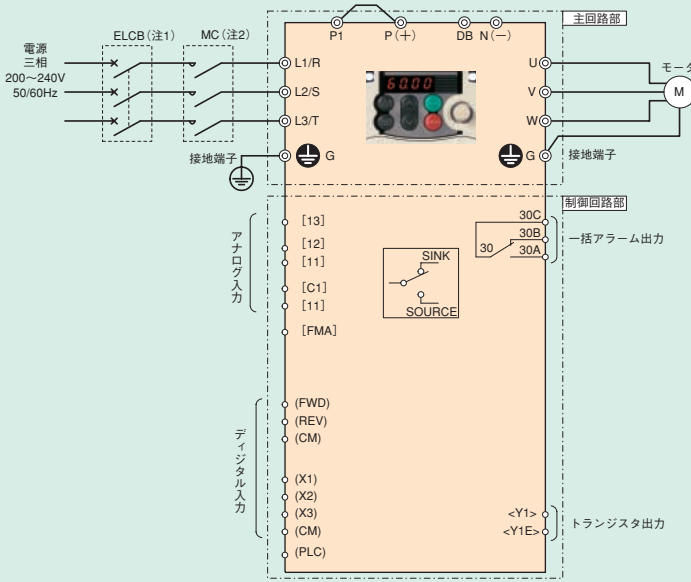 主回路部
P1 P(+) DB N(−)
ELCB(注1) MC(注2)
電源
三相
200〜240V
50/60Hz
L1/R
L2/S
L3/T
接地端子 G
60.00
U
V
W
G 接地端子
モータ
M
制御回路部
アナログ入力
[13]
[12]
[11]
[C1]
[11]
[FMA]
SINK
SOURCE
30C
30B
30 30A
一括アラーム出力
ディジタル入力
(FWD)
(REV)
(CM)
(X1)
(X2)
(X3)
(CM)
(PLC)
<Y1>
<Y1E>
トランジスタ出力